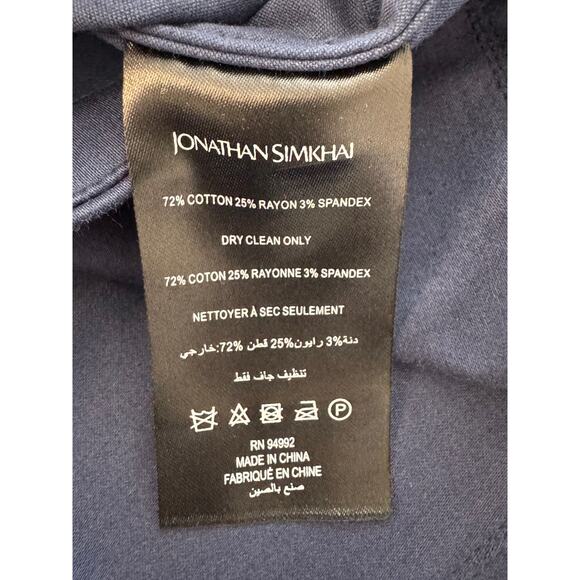 JONATHAN SIMKHAI
72% COTTON 25% RAYON 3% SPANDEX
DRY CLEAN ONLY
72% COTON 25% RAYONNE 3% SPANDEX
NETTOYER À SEC SEULEMENT
دنة%3 رايون%25 قطن %72:خارجي
تنظيف جاف فقط
P
RN 94992
MADE IN CHINA
FABRIQUÉ EN CHINE
صنع بالصين